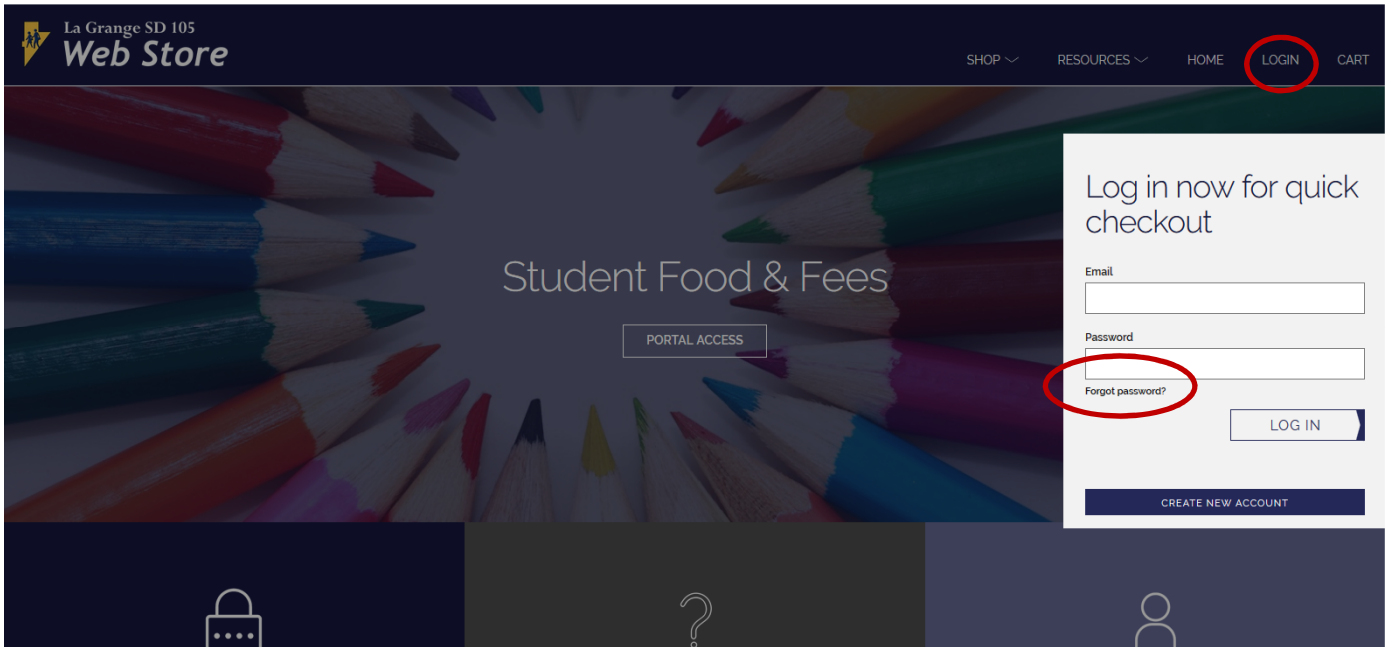 La Grange SD 105
Web Store
SHOP RESOURCES HOME LOGIN CART
Student Food & Fees
PORTAL ACCESS
Log in now for quick
checkout
Email
Password
Forgot password?
LOG IN
CREATE NEW ACCOUNT